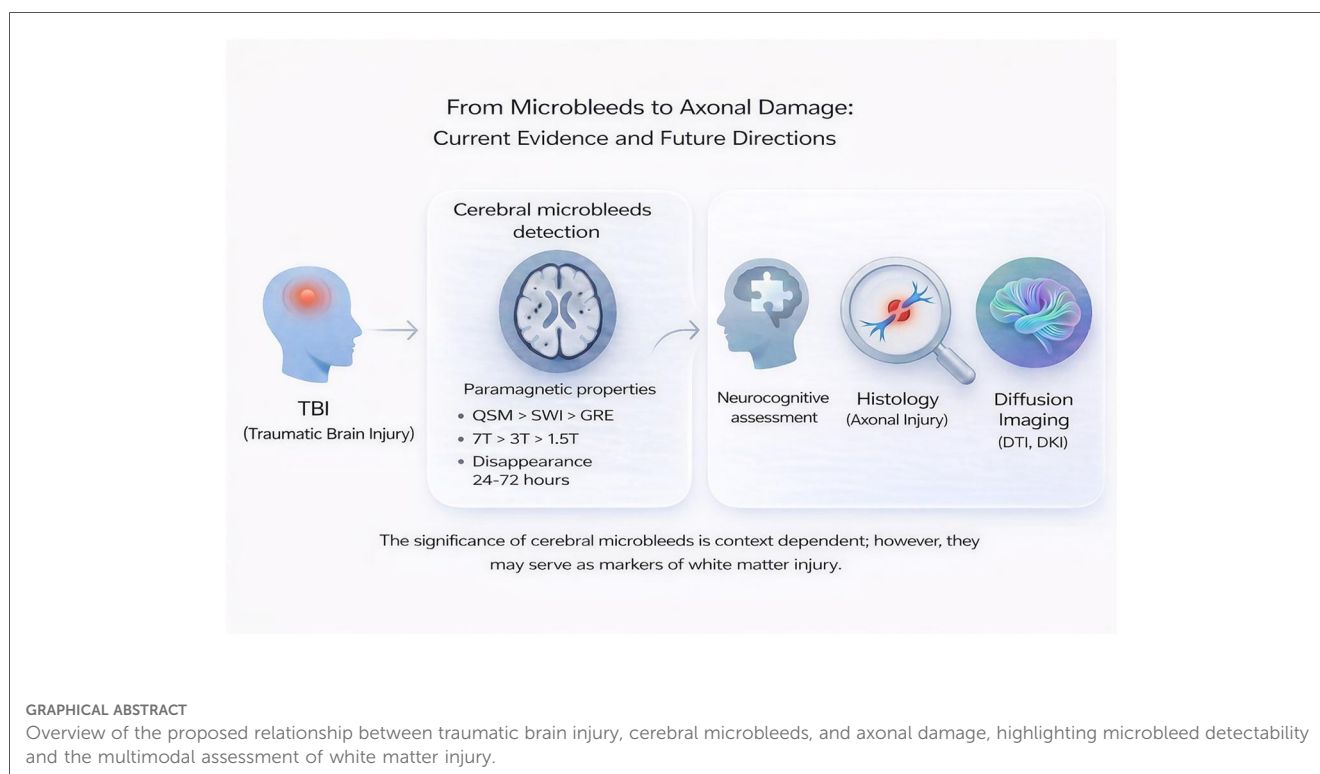 From Microbleeds to Axonal Damage:
Current Evidence and Future Directions
TBI
(Traumatic Brain Injury)
Cerebral microbleeds
detection
Paramagnetic properties
• QSM > SWI > GRE
• 7T > 3T > 1.5T
• Disappearance
24-72 hours
Neurocognitive
assessment
Histology
(Axonal Injury)
Diffusion
Imaging
(DTI, DKI)
The significance of cerebral microbleeds is context dependent; however, they
may serve as markers of white matter injury.
GRAPHICAL ABSTRACT
Overview of the proposed relationship between traumatic brain injury, cerebral microbleeds, and axonal damage, highlighting microbleed detectability
and the multimodal assessment of white matter injury.